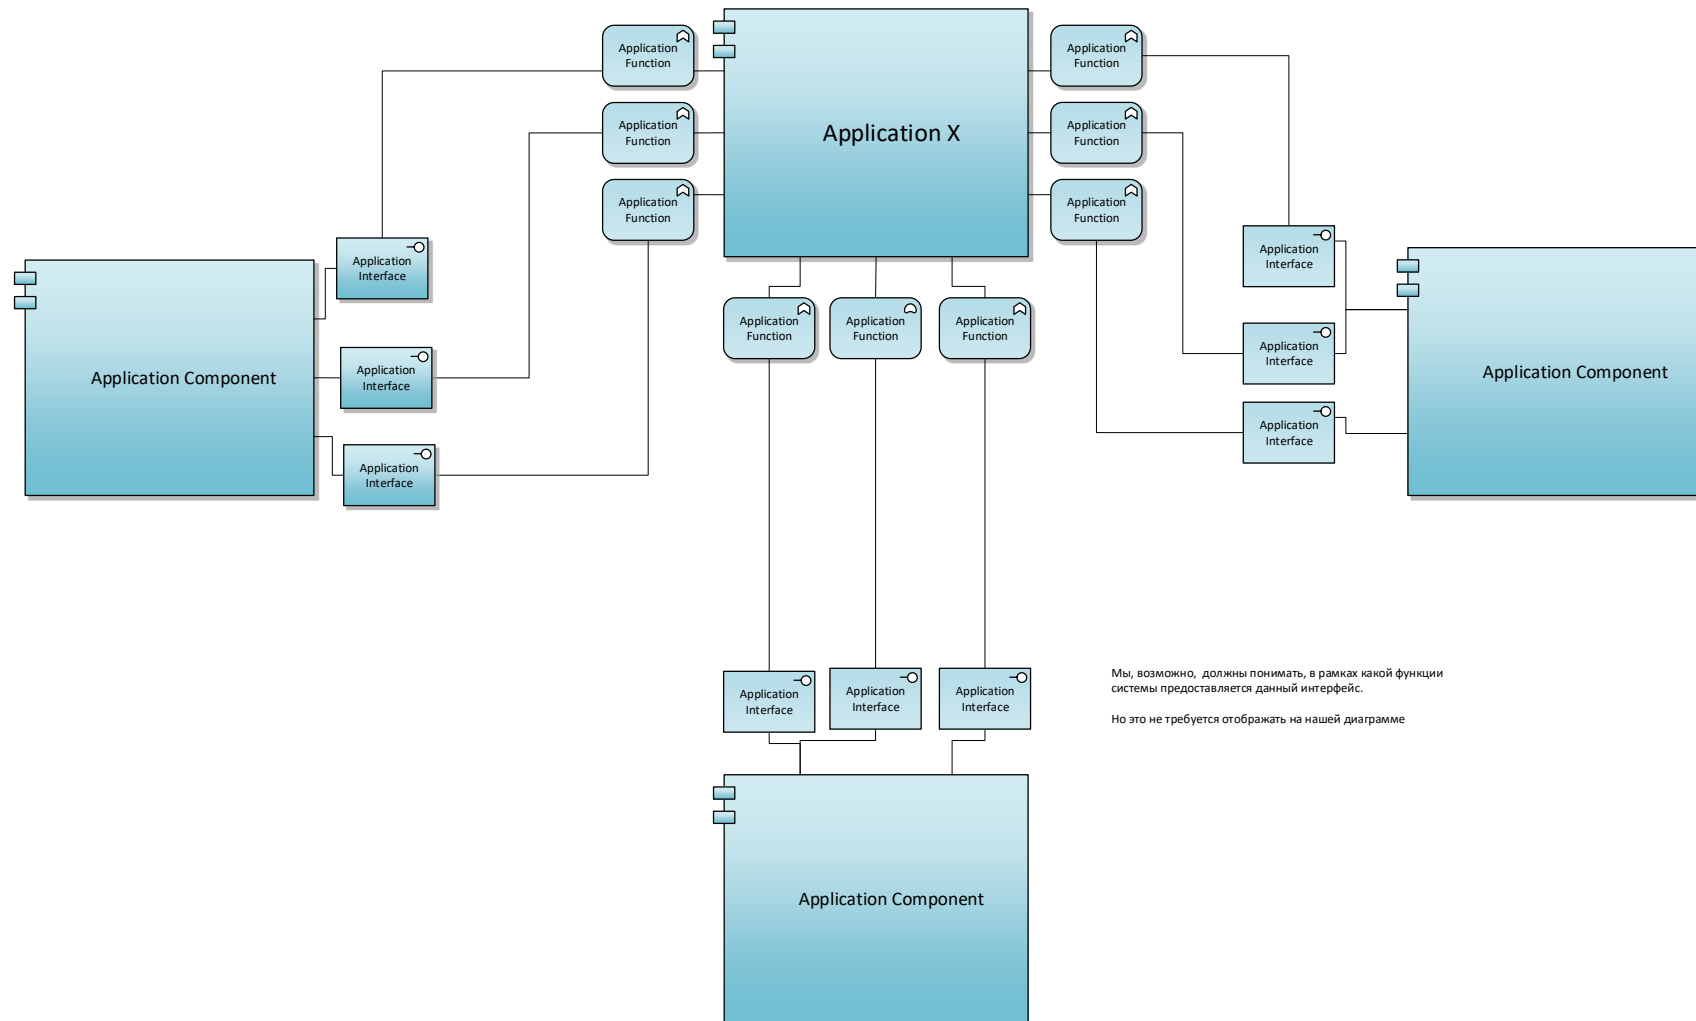 Application
Function
Application
Function
Application
Function
Application X
Application
Function
Application
Function
Application
Function
Application
Interface
Application
Interface
Application
Interface
Application Component
Application
Function
Application
Function
Application
Function
Application
Interface
Application
Interface
Application
Interface
Application Component
Application
Interface
Application
Interface
Application
Interface
Мы, возможно, должны понимать, в рамках какой функции
системы предоставляется данный интерфейс.
Но это не требуется отображать на нашей диаграмме
Application Component